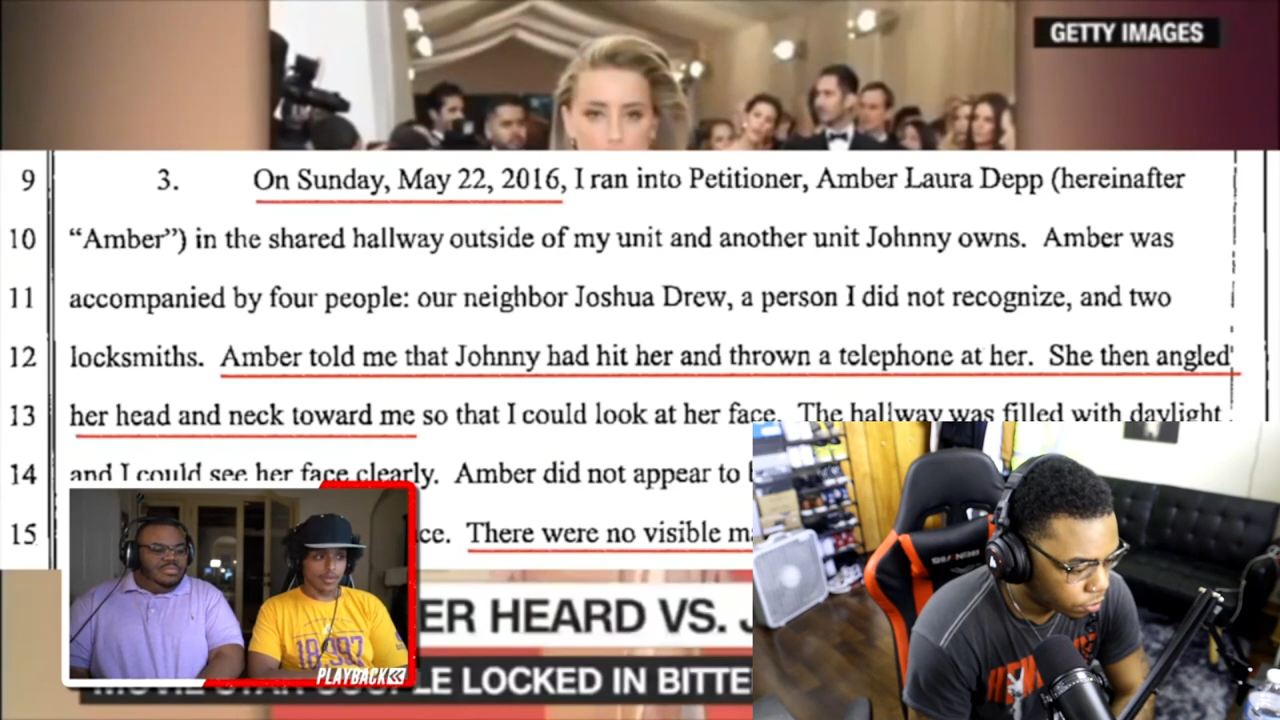 GETTY IMAGES
9 3. On Sunday, May 22, 2016, I ran into Petitioner, Amber Laura Depp (hereinafter
10 “Amber”) in the shared hallway outside of my unit and another unit Johnny owns. Amber was
11 accompanied by four people: our neighbor Joshua Drew, a person I did not recognize, and two
12 locksmiths. Amber told me that Johnny had hit her and thrown a telephone at her. She then angled
13 her head and neck toward me so that I could look at her face. The hallway was filled with daylight
14 and I could see her face clearly. Amber did not appear to
15 ce. There were no visible
ER HEARD VS. J
18,997
PLAYBACK
LE LOCKED IN BITTE